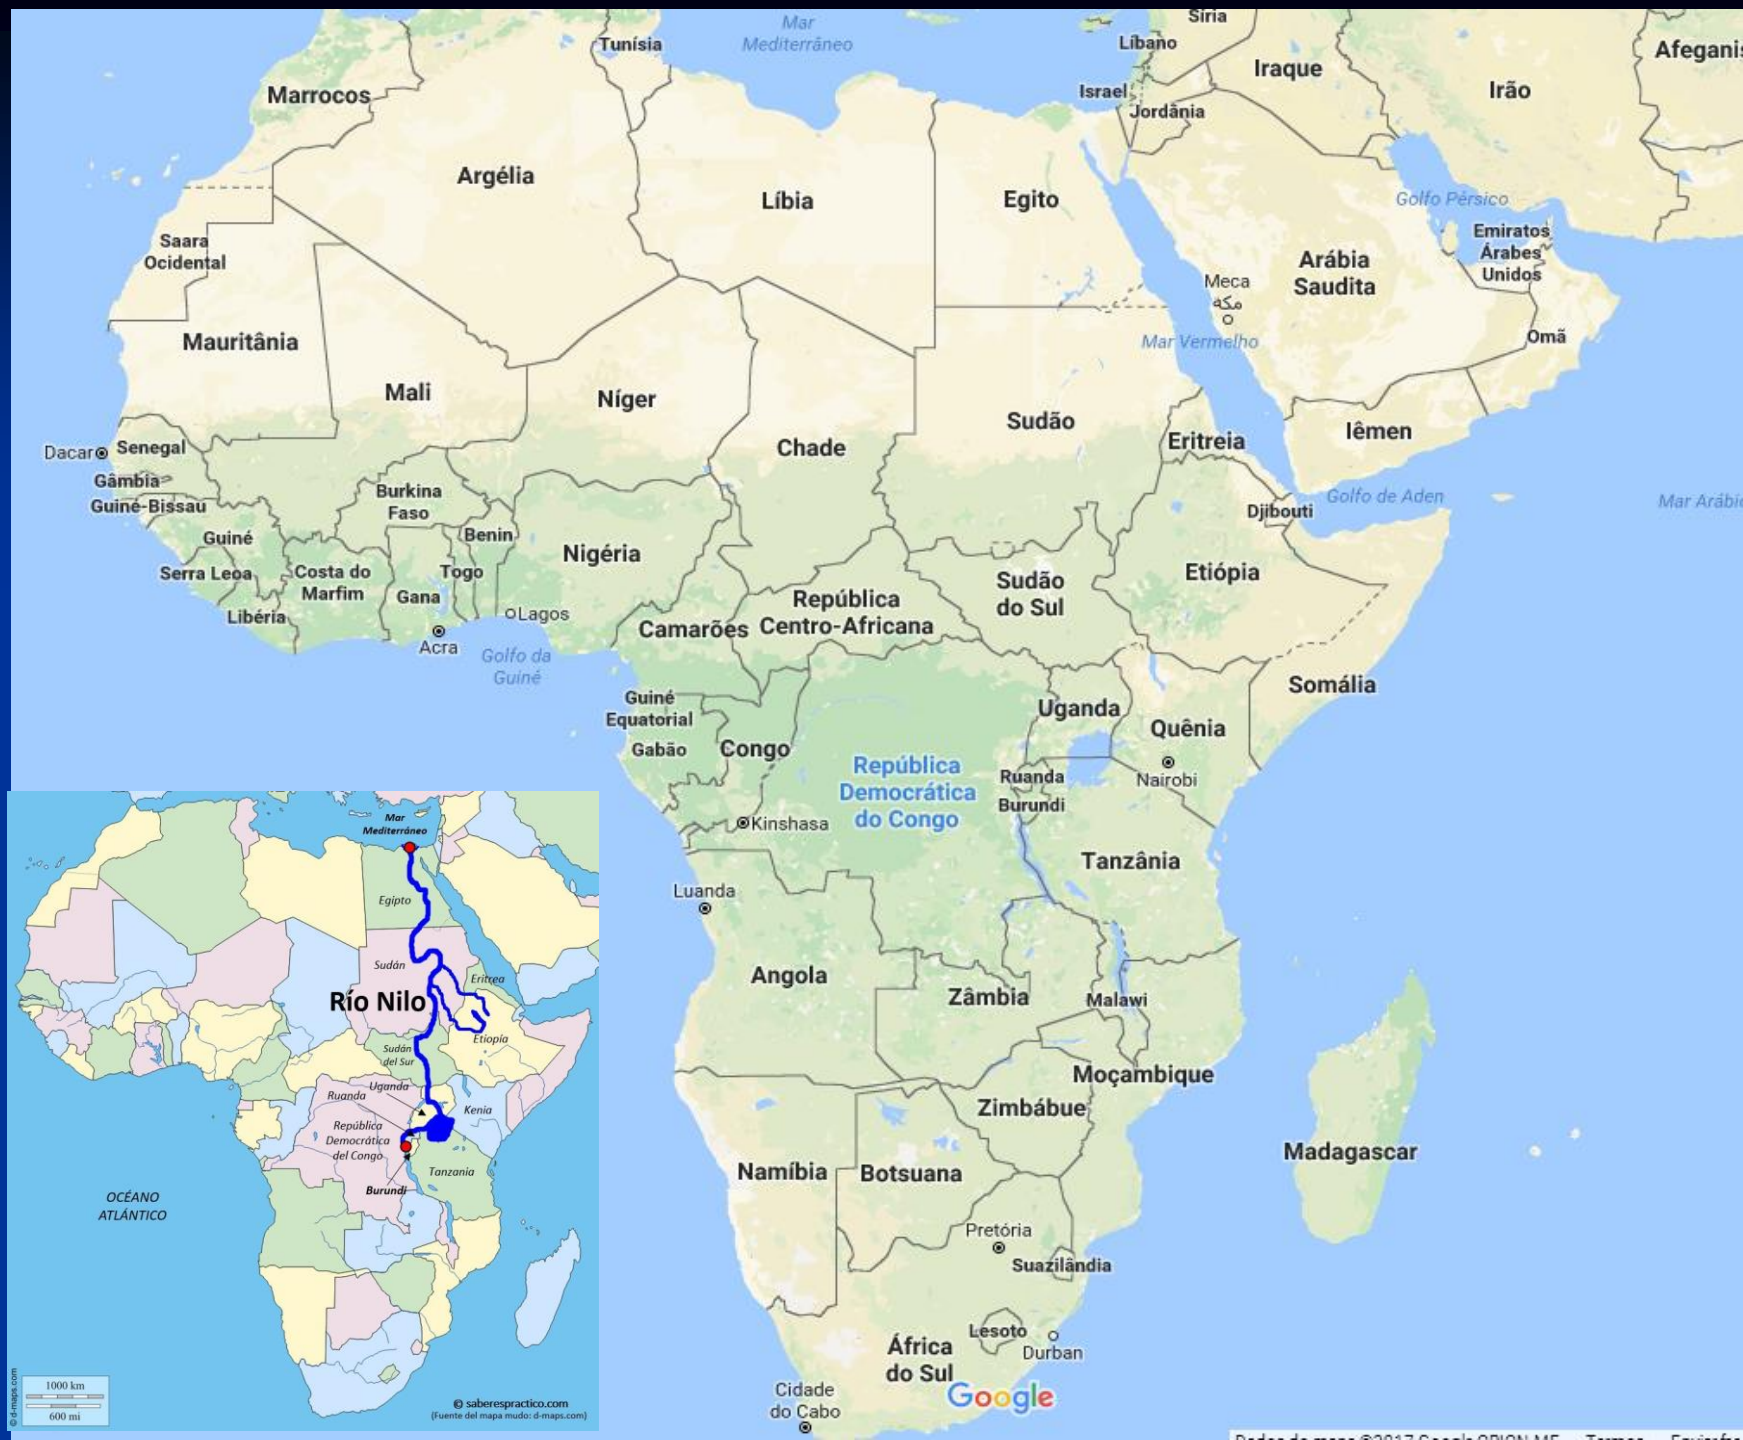 Mar
Mediterrâneo
Síria
Tunísia
Líbano
Afeganis
Iraque
Irão
Israel
Jordânia
Marrocos
Argélia
Líbia
Egito
Golfo Pérsico
Emiratos
Árabes
Unidos
Saara
Ocidental
Arábia
Saudita
Meca
مكة
Mauritânia
Mar Vermelho
Omã
Mali
Níger
Sudão
Iêmen
Eritreia
Chade
Dacar
Senegal
Gâmbia
Guiné-Bissau
Burkina
Faso
Golfo de Aden
Mar Arábic
Djibouti
Guiné
Benin
Nigéria
Serra Leoa
Costa do
Marfim
Togo
Gana
Etiópia
Sudão
do Sul
República
Centro-Africana
Libéria
Lagos
Camarões
Acra
Golfo da
Guiné
Somália
Guiné
Equatorial
Uganda
Quênia
Gabão
Congo
República
Democrática
do Congo
Ruanda
Nairobi
Burundi
Kinshasa
Tanzânia
Luanda
Angola
Zâmbia
Malawi
Moçambique
Zimbábue
Madagascar
Namíbia
Botsuana
Pretória
Suazilândia
Lesoto
Durban
África
do Sul
Google
Cidade
do Cabo
Mar
Mediterráneo
Egipto
Sudán
Eritrea
Río Nilo
Etiopía
Sudán
del Sur
Uganda
Ruanda
Kenia
República
Democrática
del Congo
Tanzania
Burundi
OCÉANO
ATLÁNTICO
1000 km
600 mi
© d-maps.com
© saberespractico.com
(Fuente del mapa mudo: d-maps.com)